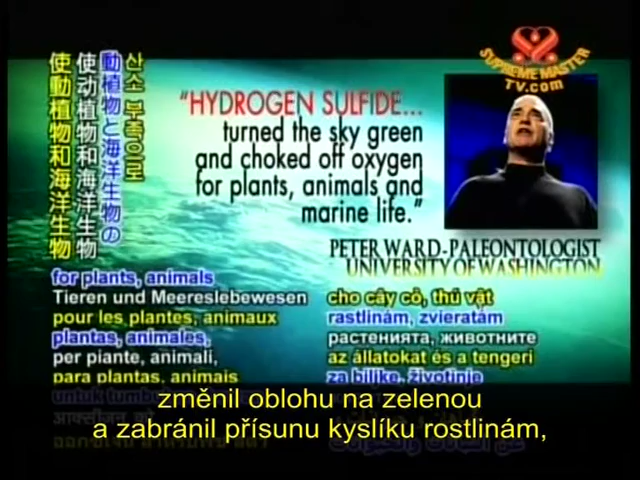 SUPREME MASTER
TV.com
산소 부족으로
動植物と海洋生物の
使动植物和海洋生物
使動植物和海洋生物
“HYDROGEN SULFIDE...
turned the sky green
and choked off oxygen
for plants, animals and
marine life.”
PETER WARD-PALEONTOLOGIST
UNIVERSITY OF WASHINGTON
for plants, animals
Tieren und Meereslebewesen
pour les plantes, animaux
plantas, animales,
per piante, animali,
para plantas, animais
cho cây cỏ, thú vật
rastlinám, zvieratám
растенията, животните
az állatokat és a tengeri
za biljke, životinje
změnil oblohu na zelenou
a zabránil přísunu kyslíku rostlinám,